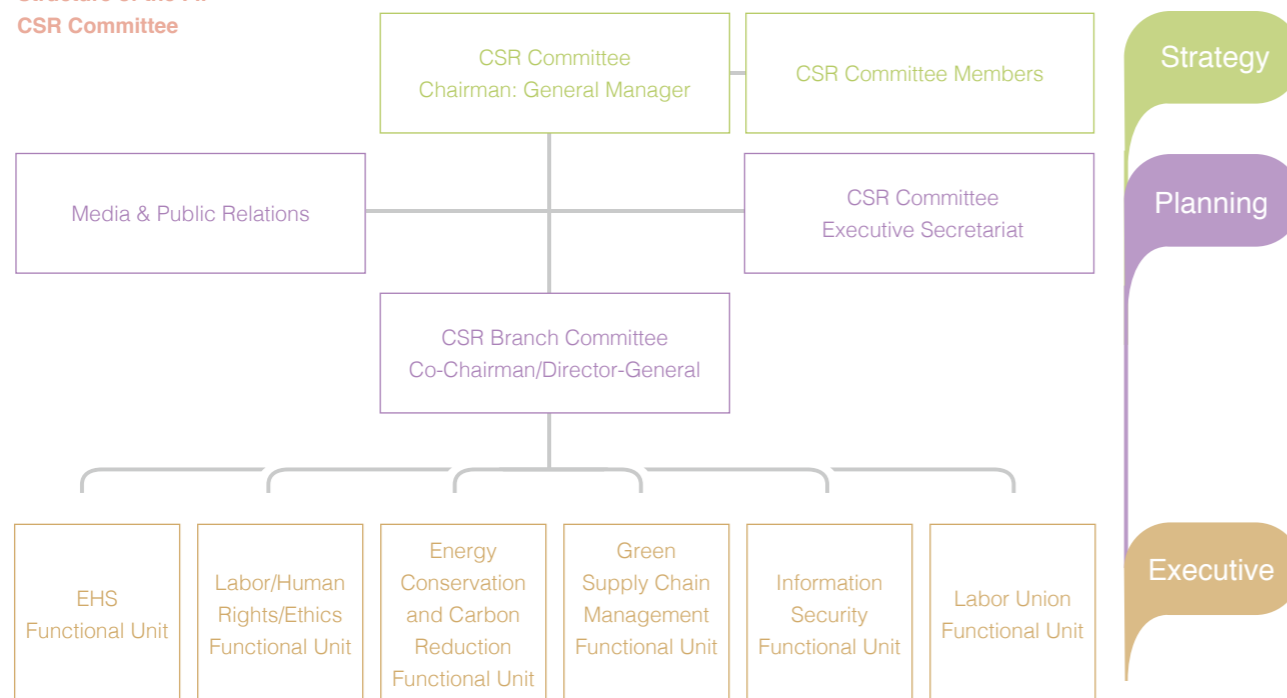 CSR Committee
CSR Committee
Chairman: General Manager
CSR Committee Members
Strategy
Media & Public Relations
CSR Committee
Executive Secretariat
Planning
CSR Branch Committee
Co-Chairman/Director-General
EHS
Functional Unit
Labor/Human
Rights/Ethics
Functional Unit
Energy
Conservation
and Carbon
Reduction
Functional Unit
Green
Supply Chain
Management
Functional Unit
Information
Security
Functional Unit
Labor Union
Functional Unit
Executive